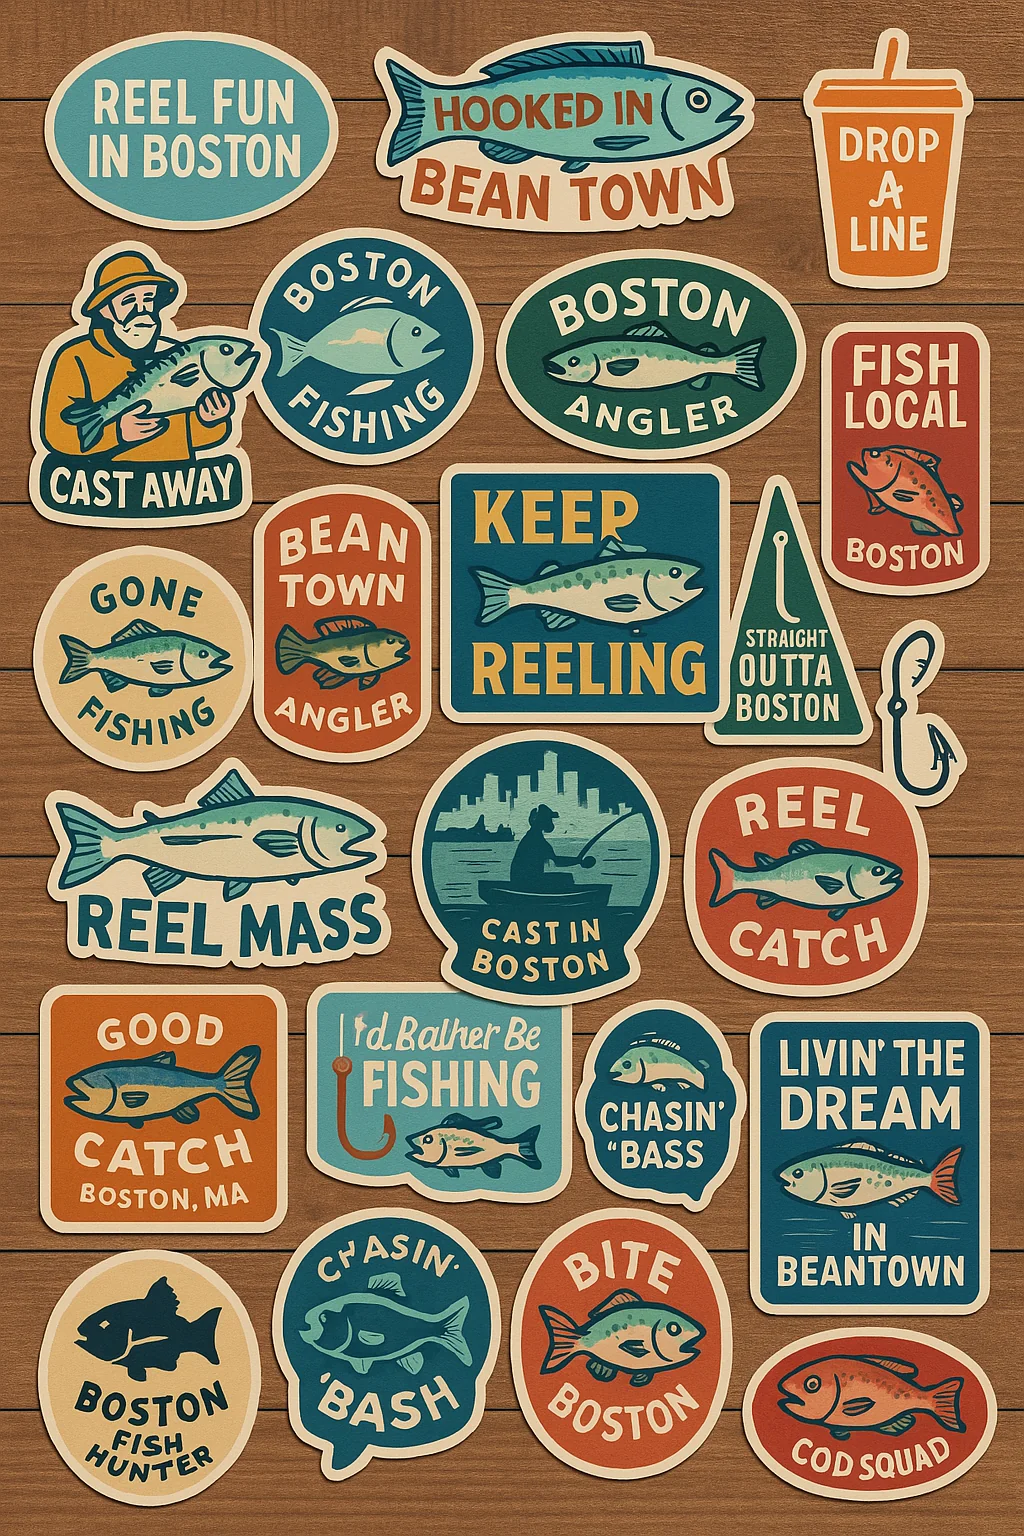 REEL FUN
IN BOSTON
HOOKED IN
BEAN TOWN
DROP
A
LINE
CAST AWAY
BOSTON
FISHING
BOSTON
ANGLER
FISH
LOCAL
BOSTON
GONE
FISHING
BEAN
TOWN
ANGLER
KEEP
REELING
STRAIGHT
OUTTA
BOSTON
REEL MASS
CAST IN
BOSTON
REEL
CATCH
GOOD
CATCH
BOSTON, MA
I'd Bather Be
FISHING
CHASIN'
"BASS
LIVIN' THE
DREAM
IN
BEANTOWN
BOSTON
FISH
HUNTER
CHASIN'
'BASH
BITE
BOSTON
COD SQUAD